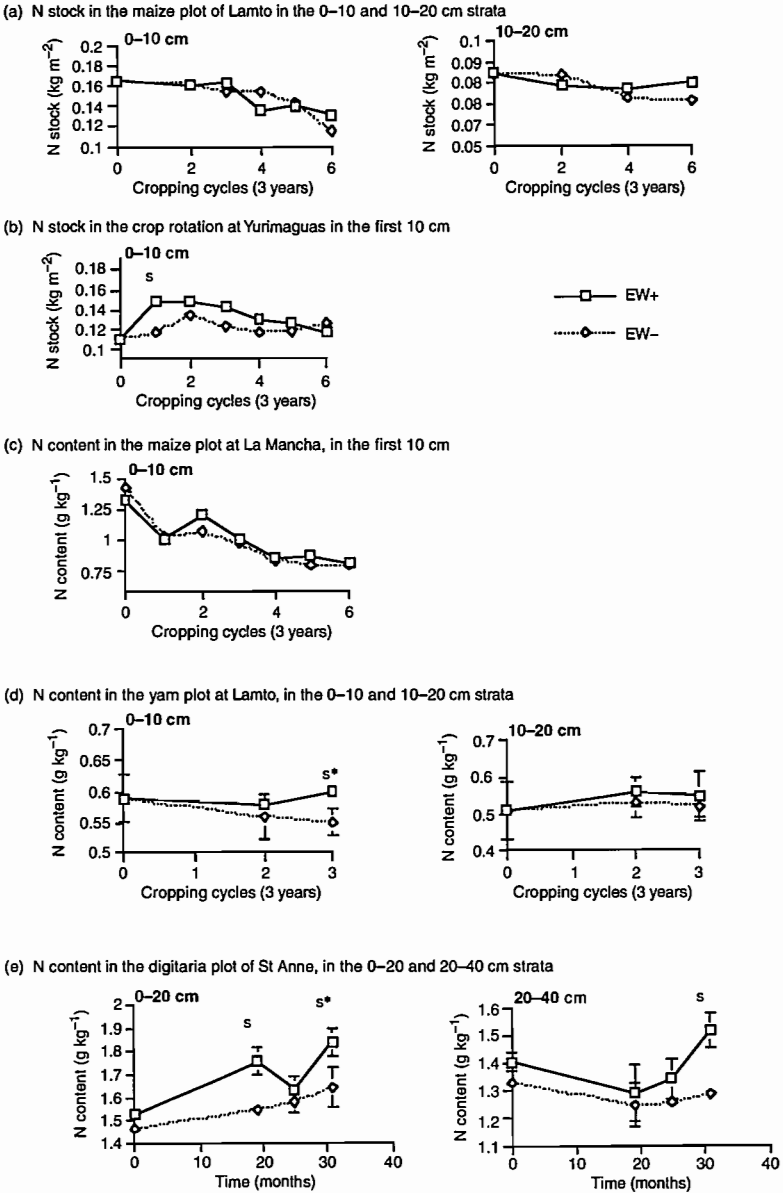 (a) N stock in the maize plot of Lamto in the 0–10 and 10–20 cm strata
0–10 cm
N stock (kg m⁻²)
0.2
0.18
0.16
0.14
0.12
0.1
0 2 4 6
Cropping cycles (3 years)
10–20 cm
N stock (kg m⁻²)
0.1
0.09
0.08
0.08
0.07
0.05
0 2 4 6
Cropping cycles (3 years)
(b) N stock in the crop rotation at Yurimaguas in the first 10 cm
0–10 cm
N stock (kg m⁻²)
0.18
0.16
0.14
0.12
0.1
s
0 2 4 6
Cropping cycles (3 years)
EW+
EW–
(c) N content in the maize plot at La Mancha, in the first 10 cm
0–10 cm
N content (g kg⁻¹)
1.5
1.25
1
0.75
0 2 4 6
Cropping cycles (3 years)
(d) N content in the yam plot at Lamto, in the 0–10 and 10–20 cm strata
0–10 cm
N content (g kg⁻¹)
0.7
0.65
0.6
0.55
0.5
s*
0 1 2 3
Cropping cycles (3 years)
10–20 cm
N content (g kg⁻¹)
0.7
0.6
0.5
0.4
0 1 2 3
Cropping cycles (3 years)
(e) N content in the digitaria plot of St Anne, in the 0–20 and 20–40 cm strata
0–20 cm
N content (g kg⁻¹)
2
1.9
1.8
1.7
1.6
1.5
1.4
s
s*
0 10 20 30 40
Time (months)
20–40 cm
N content (g kg⁻¹)
1.6
1.5
1.4
1.3
1.2
1.1
s
0 10 20 30 40
Time (months)